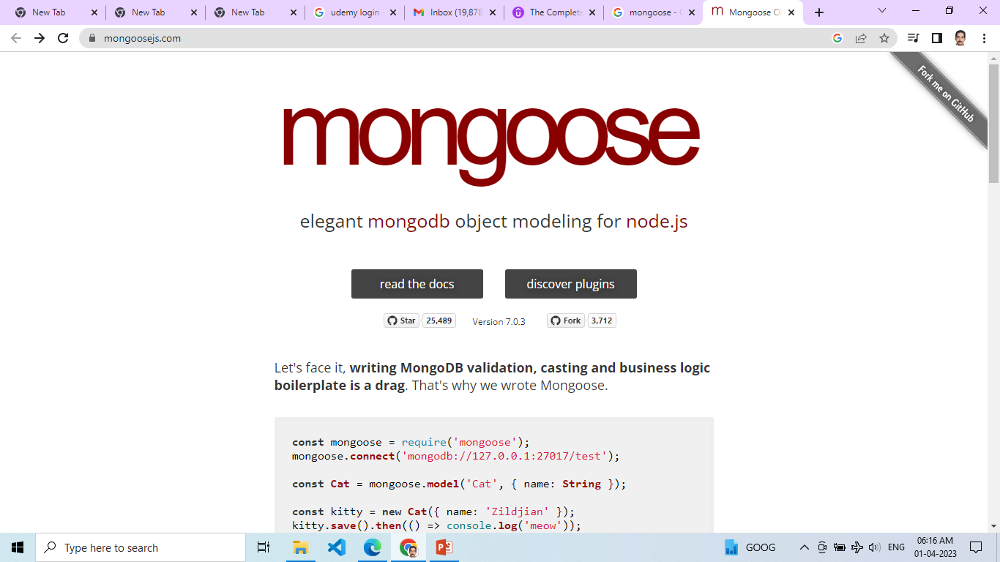 New Tab
New Tab
New Tab
udemy login -
Inbox (19,878
The Complete
mongoose -
Mongoose O
mongoosejs.com
Fork me on GitHub
mongoose
elegant mongodb object modeling for node.js
read the docs
discover plugins
Star 25,489
Version 7.0.3
Fork 3,712
Let's face it, writing MongoDB validation, casting and business logic
boilerplate is a drag. That's why we wrote Mongoose.
const mongoose = require('mongoose');
mongoose.connect('mongodb://127.0.0.1:27017/test');
const Cat = mongoose.model('Cat', { name: String });
const kitty = new Cat({ name: 'Zildjian' });
kitty.save().then(() => console.log('meow'));
Type here to search
GOOG
ENG
06:16 AM
01-04-2023